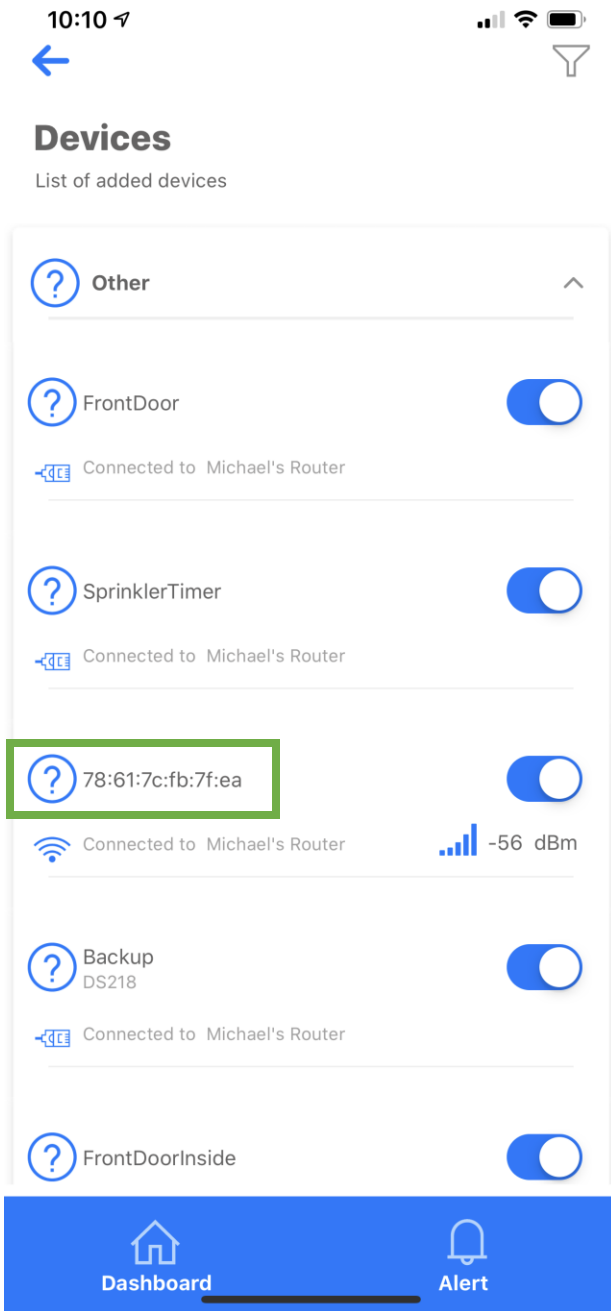 10:10
Devices
List of added devices
? Other
? FrontDoor
Connected to Michael's Router
? SprinklerTimer
Connected to Michael's Router
? 78:61:7c:fb:7f:ea
Connected to Michael's Router -56 dBm
? Backup
DS218
Connected to Michael's Router
? FrontDoorInside
Dashboard Alert